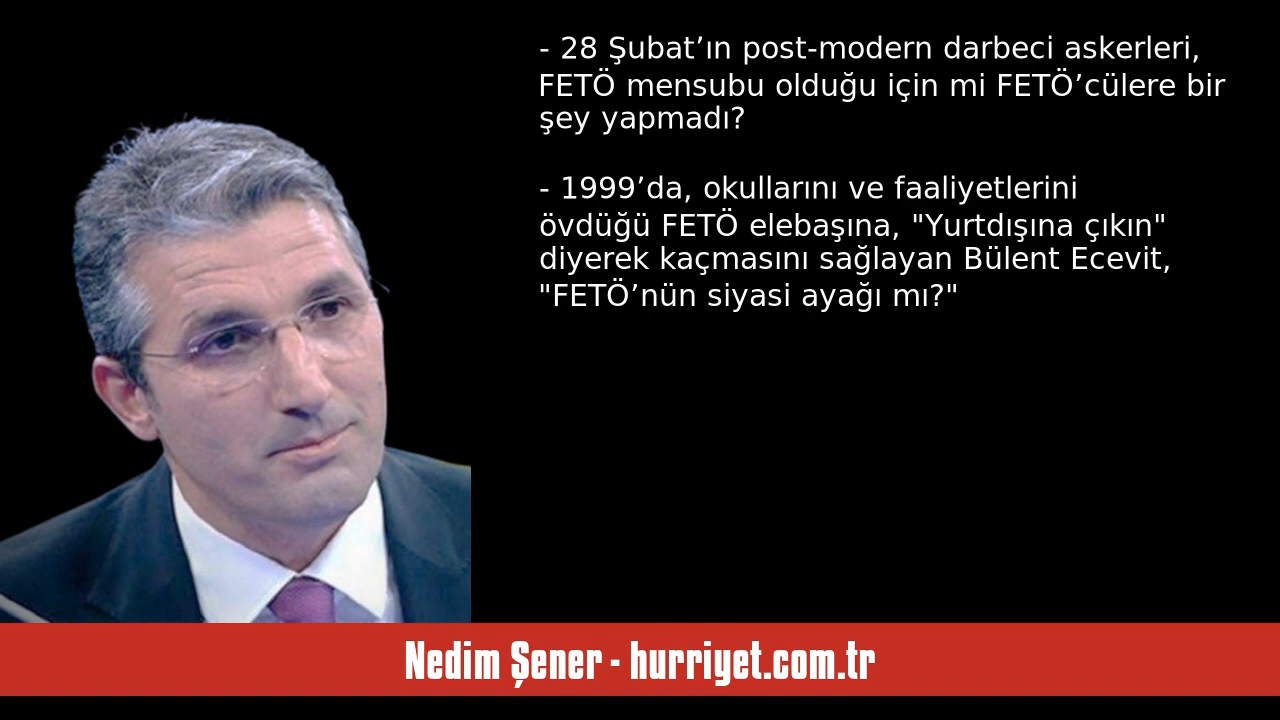 - 28 Şubat’ın post-modern darbeci askerleri,
FETÖ mensubu olduğu için mi FETÖ’cülere bir
şey yapmadı?
- 1999’da, okullarını ve faaliyetlerini
övdüğü FETÖ elebaşına, "Yurtdışına çıkın"
diyerek kaçmasını sağlayan Bülent Ecevit,
"FETÖ’nün siyasi ayağı mı?"
Nedim Şener - hurriyet.com.tr